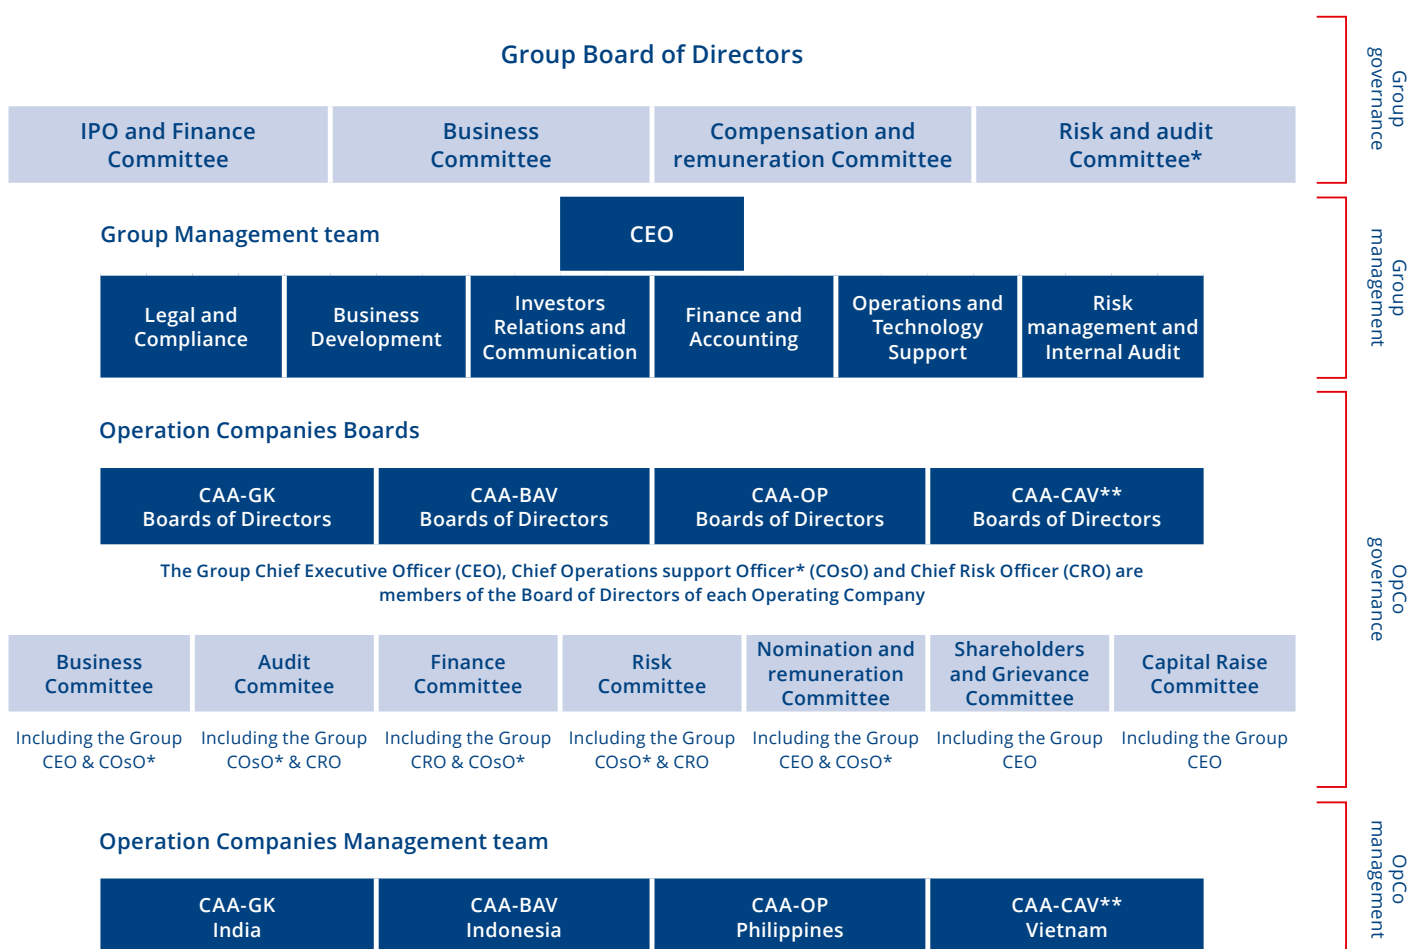 Group Board of Directors
Group
governance
IPO and Finance
Committee
Business
Committee
Compensation and
remuneration Committee
Risk and audit
Committee*
Group Management team
CEO
Group
management
Legal and
Compliance
Business
Development
Investors
Relations and
Communication
Finance and
Accounting
Operations and
Technology
Support
Risk
management and
Internal Audit
Operation Companies Boards
CAA-GK
Boards of Directors
CAA-BAV
Boards of Directors
CAA-OP
Boards of Directors
CAA-CAV**
Boards of Directors
OpCo
governance
The Group Chief Executive Officer (CEO), Chief Operations support Officer* (COsO) and Chief Risk Officer (CRO) are
members of the Board of Directors of each Operating Company
Business
Committee
Audit
Commitee
Finance
Committee
Risk
Committee
Nomination and
remuneration
Committee
Shareholders
and Grievance
Committee
Capital Raise
Committee
Including the Group
CEO & COsO*
Including the Group
COsO* & CRO
Including the Group
CRO & COsO*
Including the Group
COsO* & CRO
Including the Group
CEO & COsO*
Including the Group
CEO
Including the Group
CEO
Operation Companies Management team
OpCo
management
CAA-GK
India
CAA-BAV
Indonesia
CAA-OP
Philippines
CAA-CAV**
Vietnam